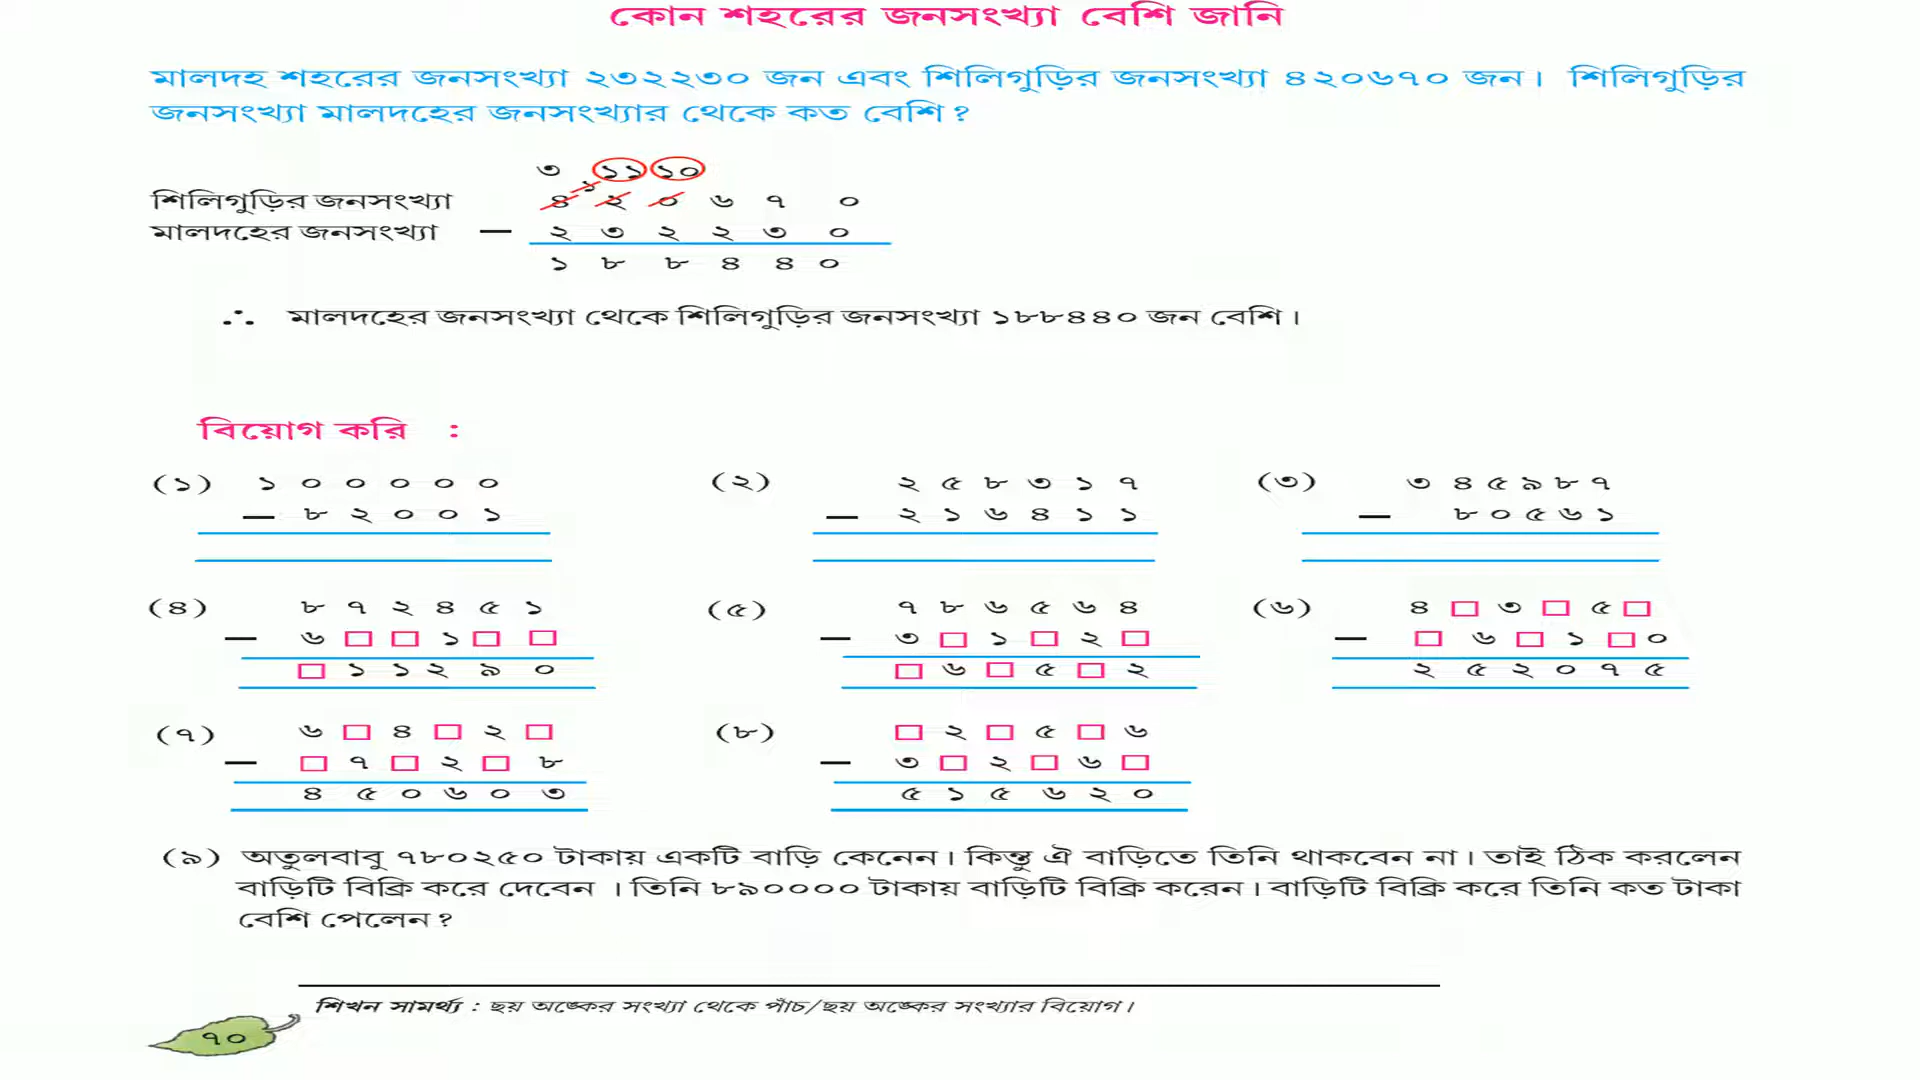 কোন শহরের জনসংখ্যা বেশি জানি
মালদহ শহরের জনসংখ্যা ২৩২২৩০ জন এবং শিলিগুড়ির জনসংখ্যা ৪২০৬৭০ জন। শিলিগুড়ির
জনসংখ্যা মালদহের জনসংখ্যার থেকে কত বেশি ?
৩ ১ ১১ ১০
শিলিগুড়ির জনসংখ্যা ৪ ২ ০ ৬ ৭ ০
মালদহের জনসংখ্যা — ২ ৩ ২ ২ ৩ ০
১ ৮ ৮ ৪ ৪ ০
∴ মালদহের জনসংখ্যা থেকে শিলিগুড়ির জনসংখ্যা ১৮৮৪৪০ জন বেশি।
বিয়োগ করি :
(১) ১ ০ ০ ০ ০ ০ (২) ২ ৫ ৮ ৩ ১ ৭ (৩) ৩ ৪ ৫ ৯ ৮ ৭
— ৮ ২ ০ ০ ১ — ২ ১ ৬ ৪ ১ ১ — ৮ ০ ৫ ৬ ১
(৪) ৮ ৭ ২ ৪ ৫ ১ (৫) ৭ ৮ ৬ ৫ ৬ ৪ (৬) ৪ □ ৩ □ ৫ □
— ৬ □ □ ১ □ □ — ৩ □ ১ □ ২ □ — □ ৬ □ ১ □ ০
□ ১ ১ ২ ৯ ০ □ ৬ □ ৫ □ ২ ২ ৫ ২ ০ ৭ ৫
(৭) ৬ □ ৪ □ ২ □ (৮) □ ২ □ ৫ □ ৬
— □ ৭ □ ২ □ ৮ — ৩ □ ২ □ ৬ □
৪ ৫ ০ ৬ ০ ৩ ৫ ১ ৫ ৬ ২ ০
(৯) অতুলবাবু ৭৮০২৫০ টাকায় একটি বাড়ি কেনেন। কিন্তু ঐ বাড়িতে তিনি থাকবেন না। তাই ঠিক করলেন
বাড়িটি বিক্রি করে দেবেন । তিনি ৮৯০০০০ টাকায় বাড়িটি বিক্রি করেন। বাড়িটি বিক্রি করে তিনি কত টাকা
বেশি পেলেন ?
শিখন সামর্থ্য : ছয় অঙ্কের সংখ্যা থেকে পাঁচ/ছয় অঙ্কের সংখ্যার বিয়োগ।
৭০